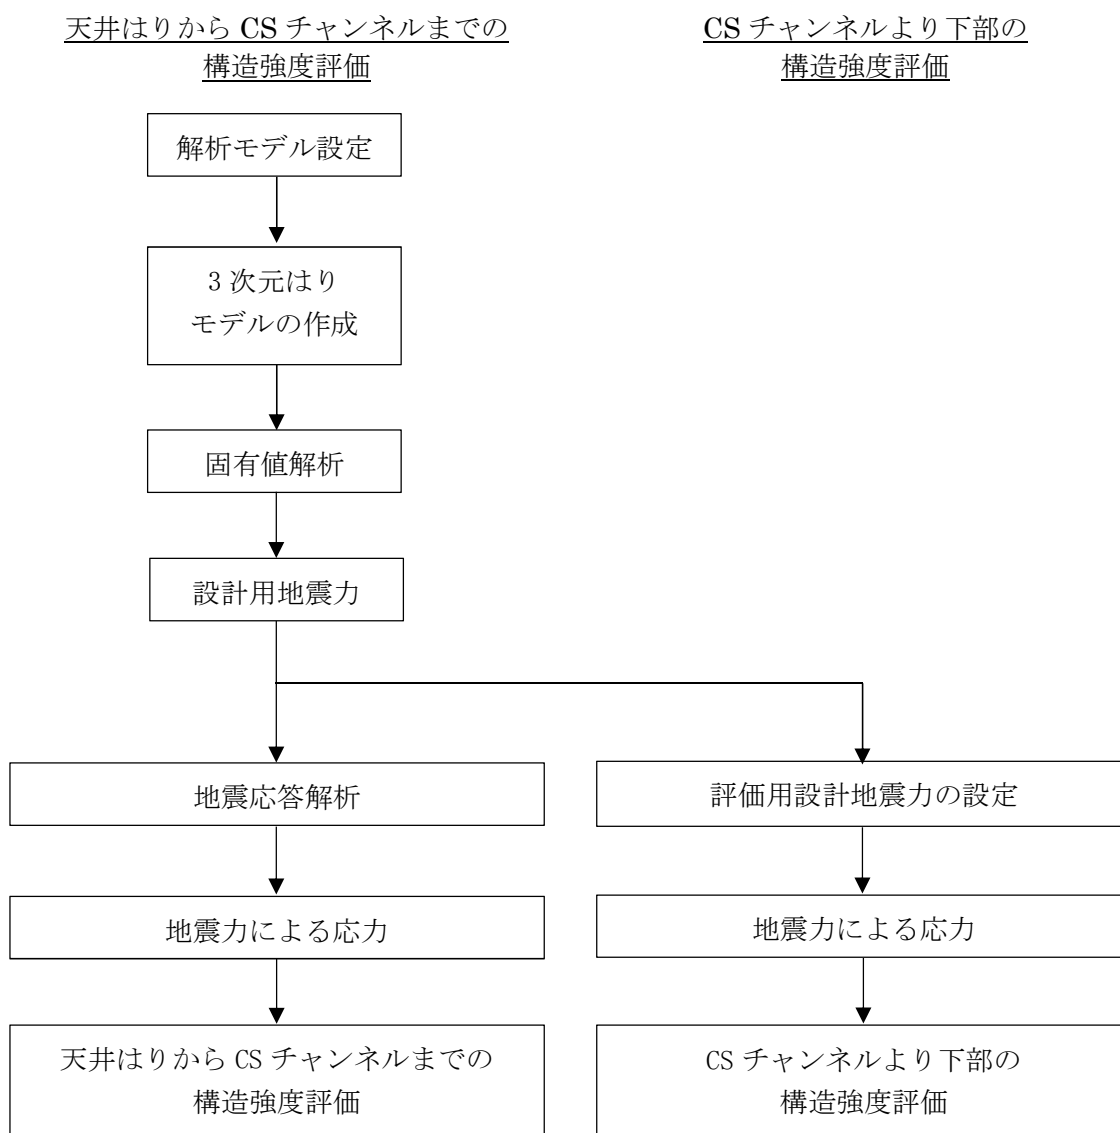 天井はりから CS チャンネルまでの
構造強度評価
CS チャンネルより下部の
構造強度評価
解析モデル設定
3 次元はり
モデルの作成
固有値解析
設計用地震力
地震応答解析
評価用設計地震力の設定
地震力による応力
地震力による応力
天井はりから CS チャンネルまでの
構造強度評価
CS チャンネルより下部の
構造強度評価